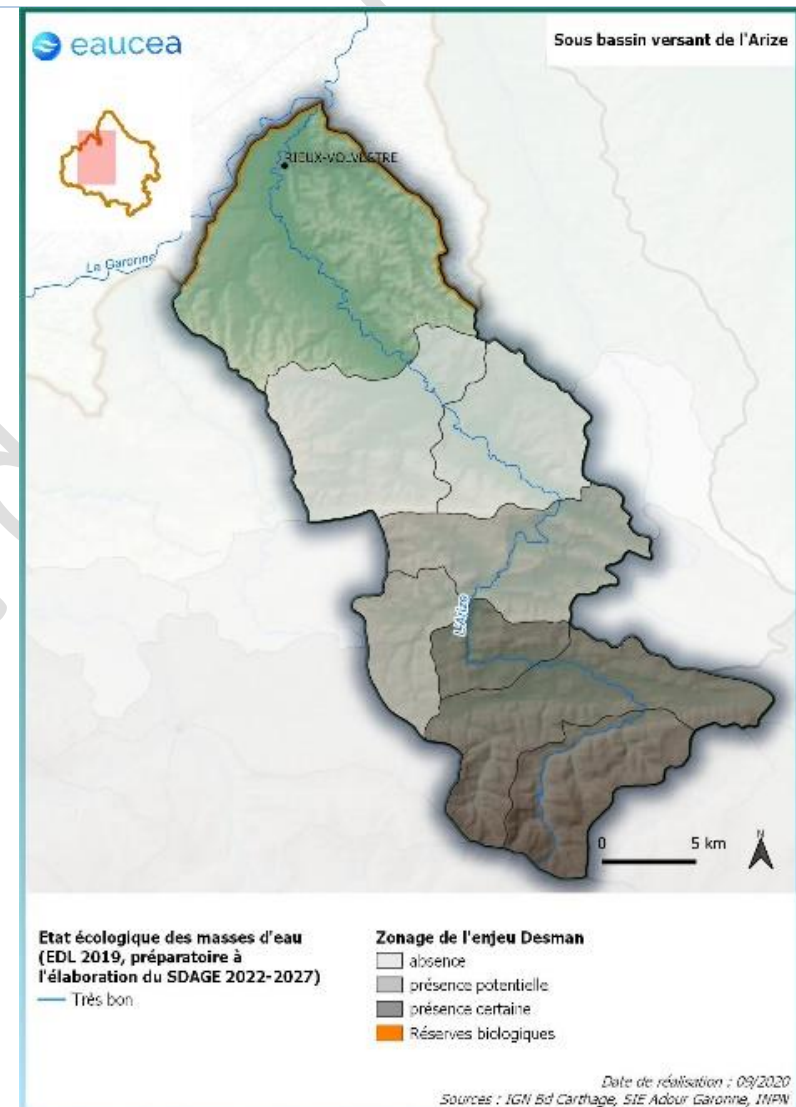 eaucea
Sous bassin versant de l'Arize
RIEUX-VOLVESTRE
La Garonne
L'Arize
0 5 km
N
Etat écologique des masses d'eau
(EDL 2019, préparatoire à
l'élaboration du SDAGE 2022-2027)
Très bon
Zonage de l'enjeu Desman
absence
présence potentielle
présence certaine
Réserves biologiques
Date de réalisation : 09/2020
Sources : IGN Bd Carthage, SIE Adour Garonne, INPN